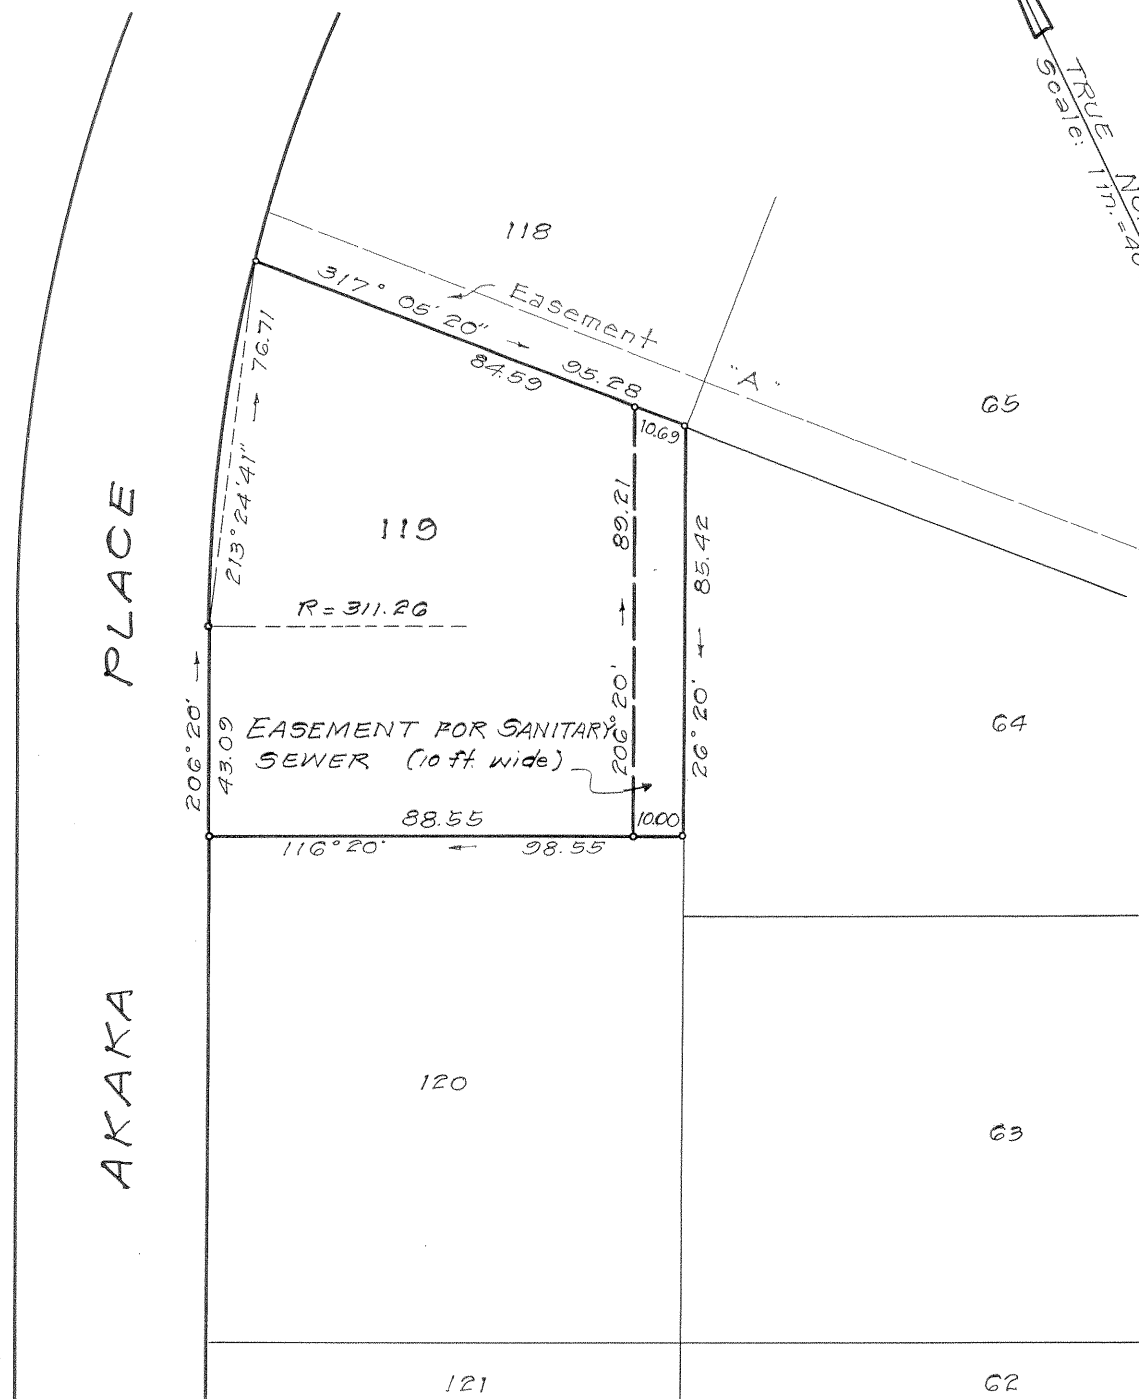 TRUE
Scale: 1 in. = 40
118
317° 05' 20" → 95.28
84.59
Easement "A"
65
10.69
213° 24' 41" → 76.71
119
89.21
85.42
R = 311.26
PLACE
206° 20' →
43.09
EASEMENT FOR SANITARY
SEWER (10 ft. wide)
206° 20' →
26° 20' ←
64
88.55
10.00
116° 20' ← 98.55
AKAKA
120
63
121
62